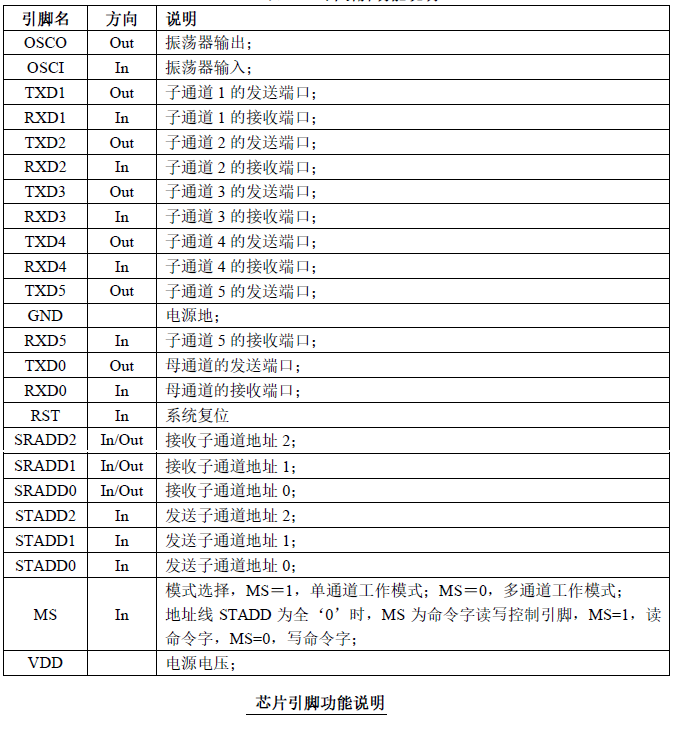 引脚名 方向 说明
OSCO Out 振荡器输出；
OSCI In 振荡器输入；
TXD1 Out 子通道 1 的发送端口；
RXD1 In 子通道 1 的接收端口；
TXD2 Out 子通道 2 的发送端口；
RXD2 In 子通道 2 的接收端口；
TXD3 Out 子通道 3 的发送端口；
RXD3 In 子通道 3 的接收端口；
TXD4 Out 子通道 4 的发送端口；
RXD4 In 子通道 4 的接收端口；
TXD5 Out 子通道 5 的发送端口；
GND 电源地；
RXD5 In 子通道 5 的接收端口；
TXD0 Out 母通道的发送端口；
RXD0 In 母通道的接收端口；
RST In 系统复位
SRADD2 In/Out 接收子通道地址 2；
SRADD1 In/Out 接收子通道地址 1；
SRADD0 In/Out 接收子通道地址 0；
STADD2 In 发送子通道地址 2；
STADD1 In 发送子通道地址 1；
STADD0 In 发送子通道地址 0；
模式选择，MS＝1，单通道工作模式；MS＝0，多通道工作模式；
MS In 地址线 STADD 为全‘0’时，MS 为命令字读写控制引脚，MS=1，读
命令字，MS=0，写命令字；
VDD 电源电压；
芯片引脚功能说明